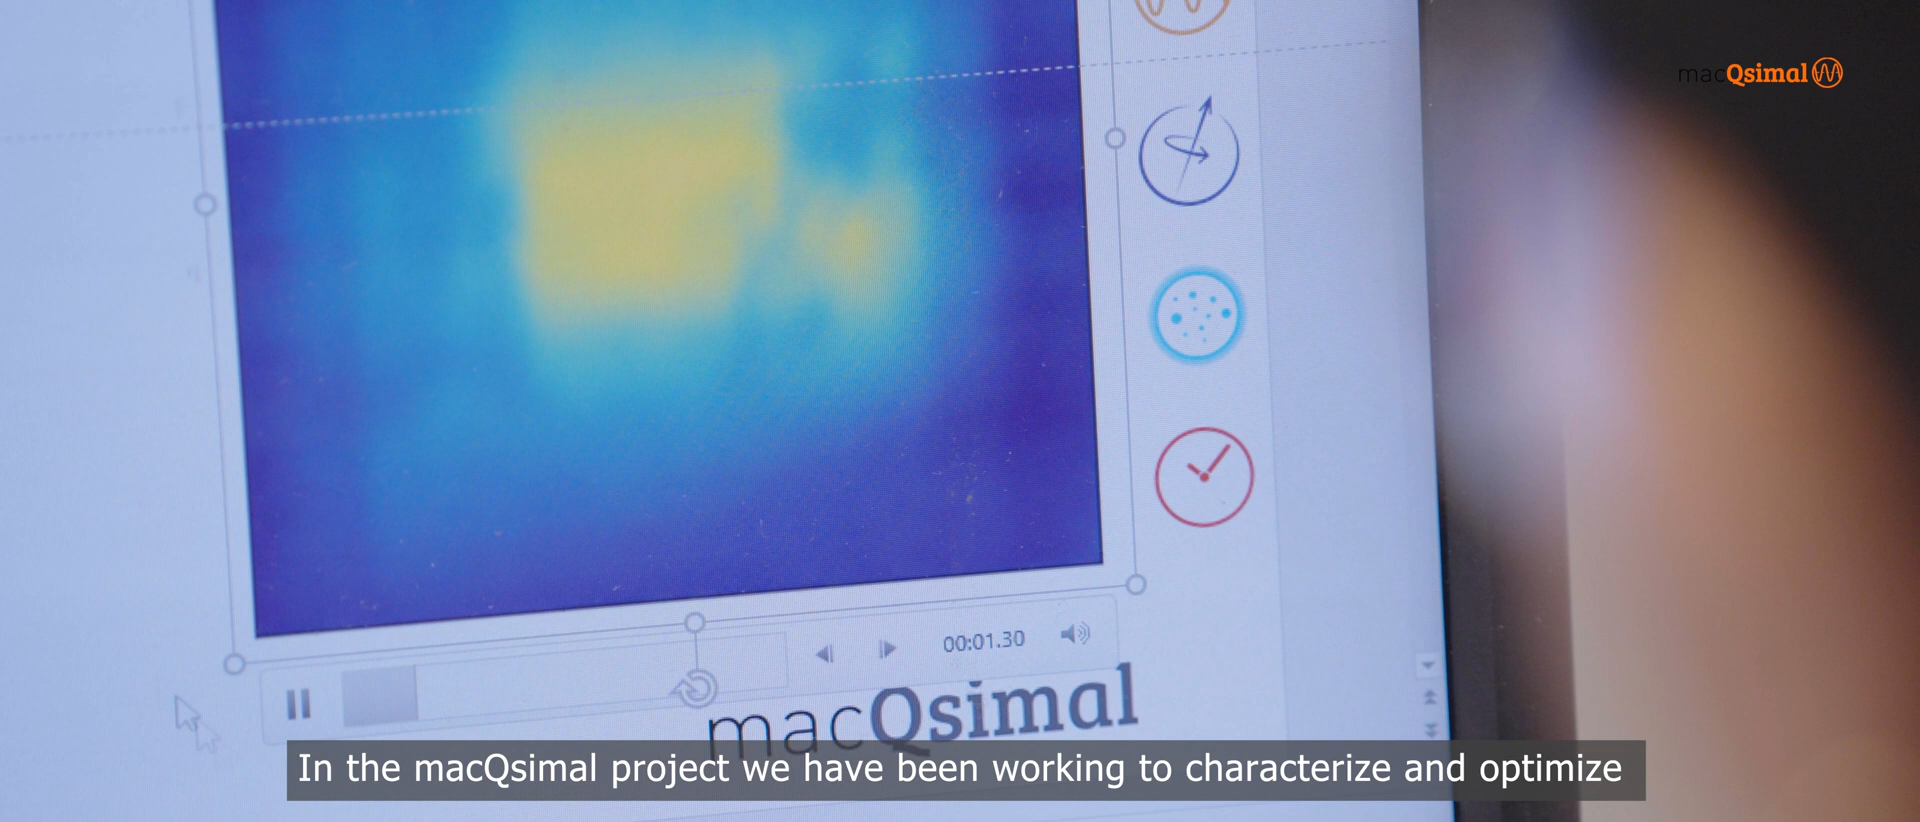 macQsimal
00:01.30
macQsimal
In the macQsimal project we have been working to characterize and optimize